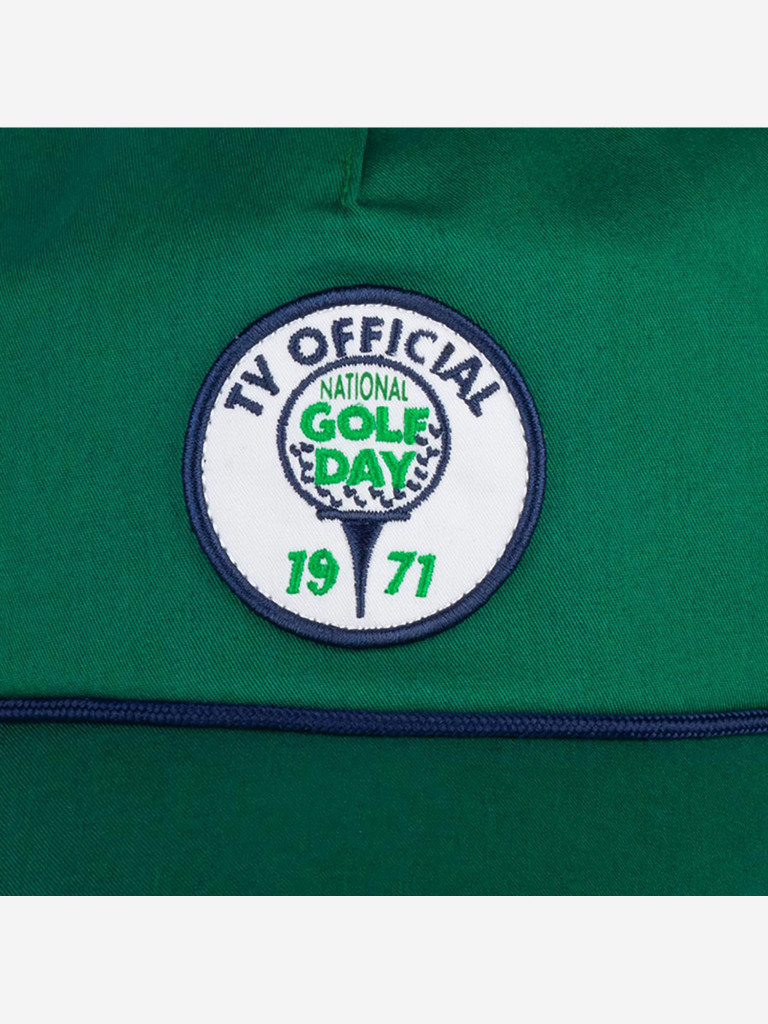 TV OFFICIAL
NATIONAL
GOLF
DAY
19 71